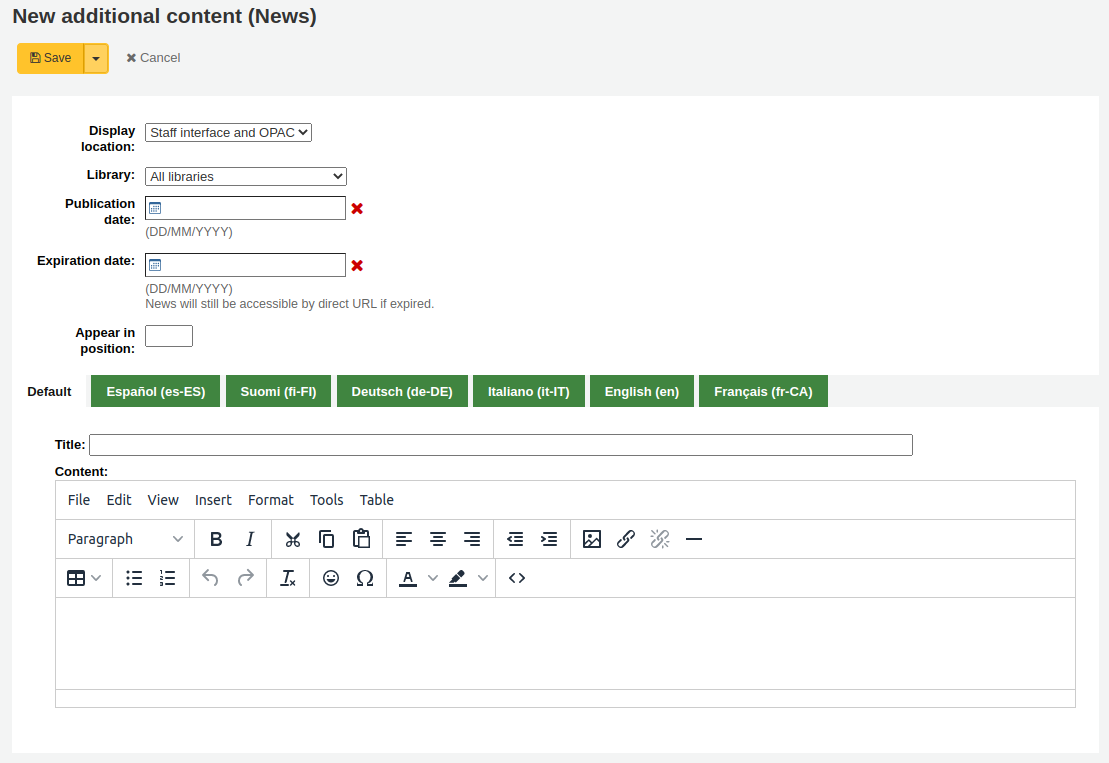 New additional content (News)
Save Cancel
Display location: Staff interface and OPAC
Library: All libraries
Publication date:
(DD/MM/YYYY)
Expiration date:
(DD/MM/YYYY)
News will still be accessible by direct URL if expired.
Appear in position:
Default Español (es-ES) Suomi (fi-FI) Deutsch (de-DE) Italiano (it-IT) English (en) Français (fr-CA)
Title:
Content:
File Edit View Insert Format Tools Table
Paragraph